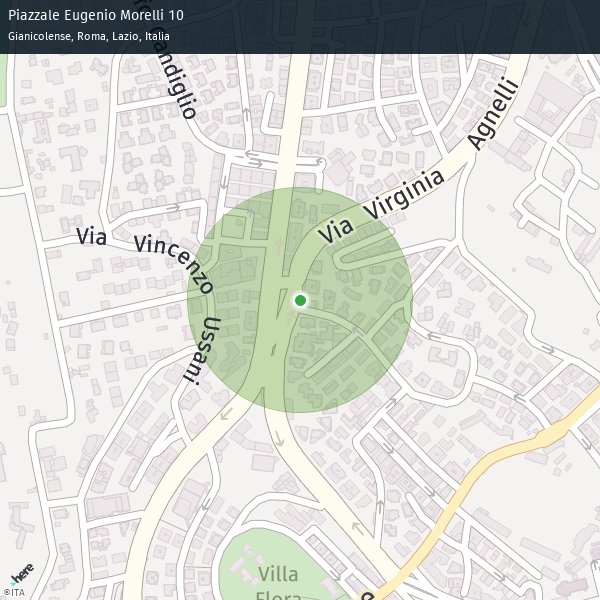 Piazzale Eugenio Morelli 10
Gianicolense, Roma, Lazio, Italia
andiglio
Agnelli
Via Virginia
Via Vincenzo
Ussani
Villa
Flora
here
©ITA